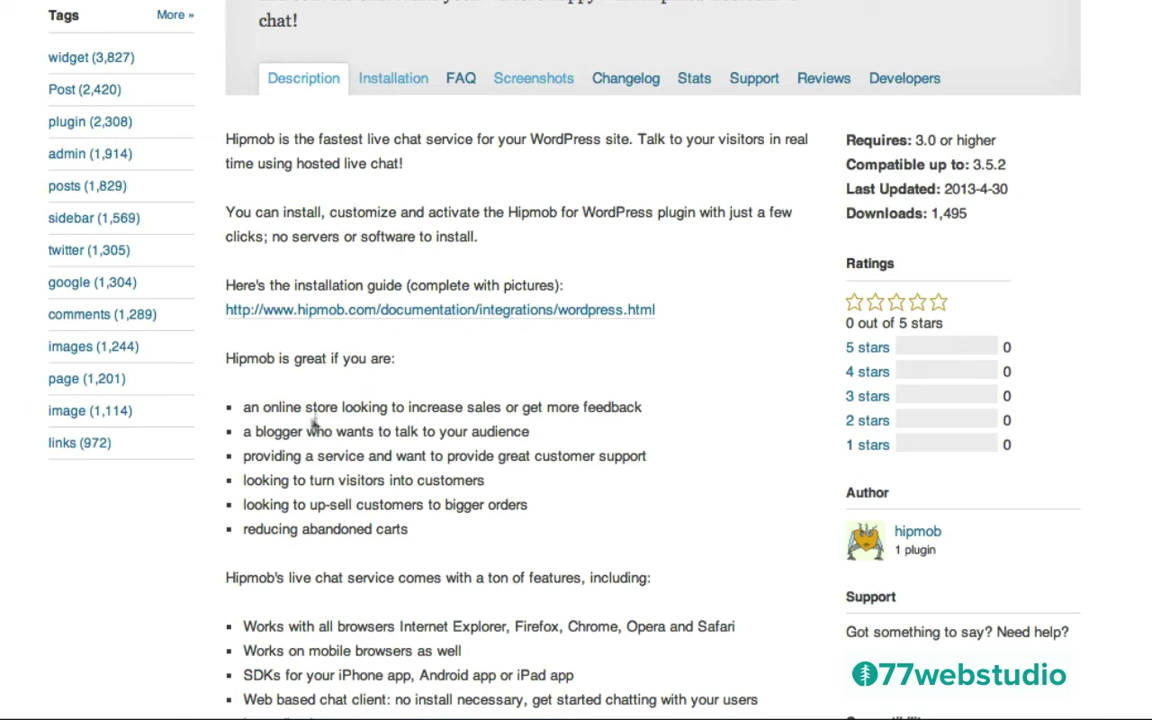 chat!
Tags More »
widget (3,827)
Post (2,420)
plugin (2,308)
admin (1,914)
posts (1,829)
sidebar (1,569)
twitter (1,305)
google (1,304)
comments (1,289)
images (1,244)
page (1,201)
image (1,114)
links (972)
Description Installation FAQ Screenshots Changelog Stats Support Reviews Developers
Hipmob is the fastest live chat service for your WordPress site. Talk to your visitors in real
time using hosted live chat!
You can install, customize and activate the Hipmob for WordPress plugin with just a few
clicks; no servers or software to install.
Here's the installation guide (complete with pictures):
http://www.hipmob.com/documentation/integrations/wordpress.html
Hipmob is great if you are:
an online store looking to increase sales or get more feedback
a blogger who wants to talk to your audience
providing a service and want to provide great customer support
looking to turn visitors into customers
looking to up-sell customers to bigger orders
reducing abandoned carts
Hipmob's live chat service comes with a ton of features, including:
Works with all browsers Internet Explorer, Firefox, Chrome, Opera and Safari
Works on mobile browsers as well
SDKs for your iPhone app, Android app or iPad app
Web based chat client: no install necessary, get started chatting with your users
Requires: 3.0 or higher
Compatible up to: 3.5.2
Last Updated: 2013-4-30
Downloads: 1,495
Ratings
0 out of 5 stars
5 stars 0
4 stars 0
3 stars 0
2 stars 0
1 stars 0
Author
hipmob
1 plugin
Support
Got something to say? Need help?
77webstudio